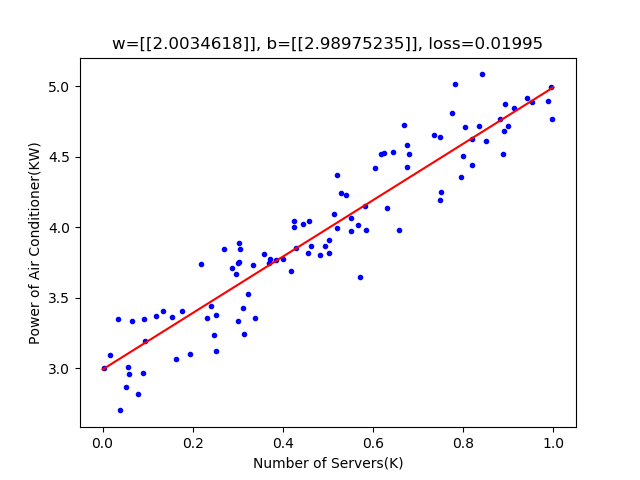 w=[[2.0034618]], b=[[2.98975235]], loss=0.01995
5.0
4.5
4.0
3.5
3.0
Power of Air Conditioner(KW)
0.0 0.2 0.4 0.6 0.8 1.0
Number of Servers(K)